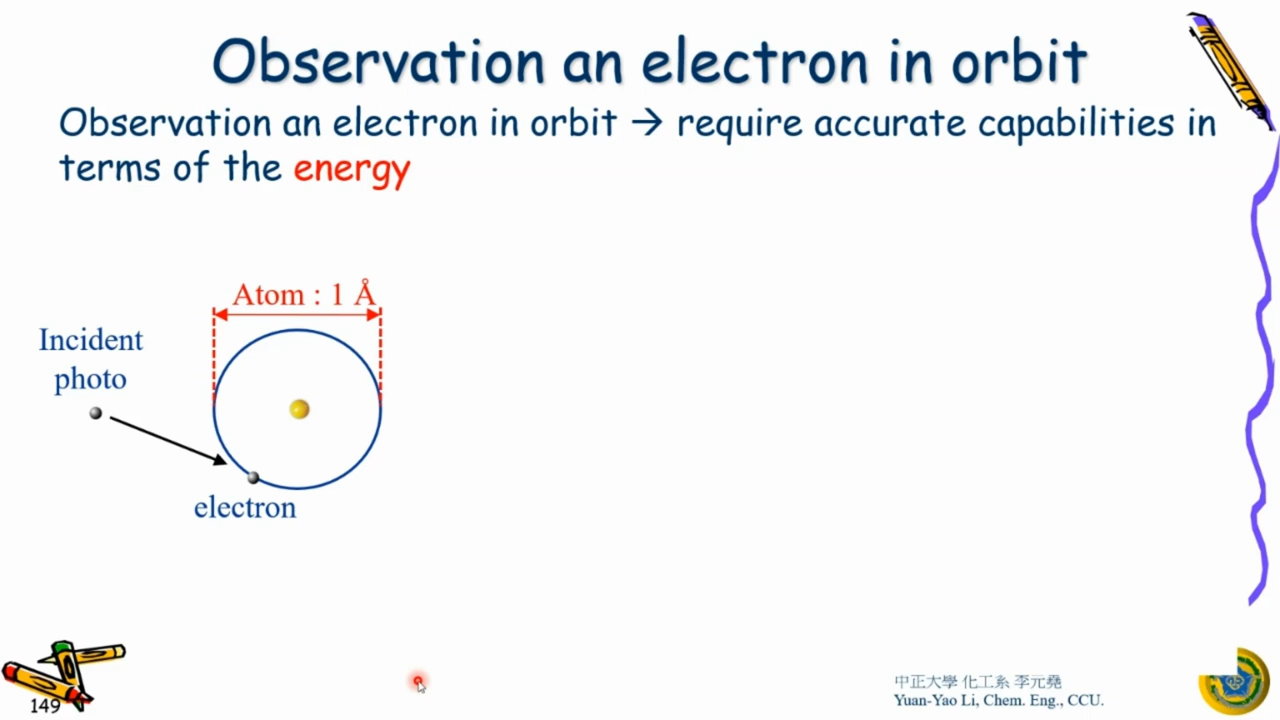 Observation an electron in orbit
Observation an electron in orbit → require accurate capabilities in
terms of the energy
Atom : 1 Å
Incident
photo
electron
149
中正大學 化工系 李元堯
Yuan-Yao Li, Chem. Eng., CCU.